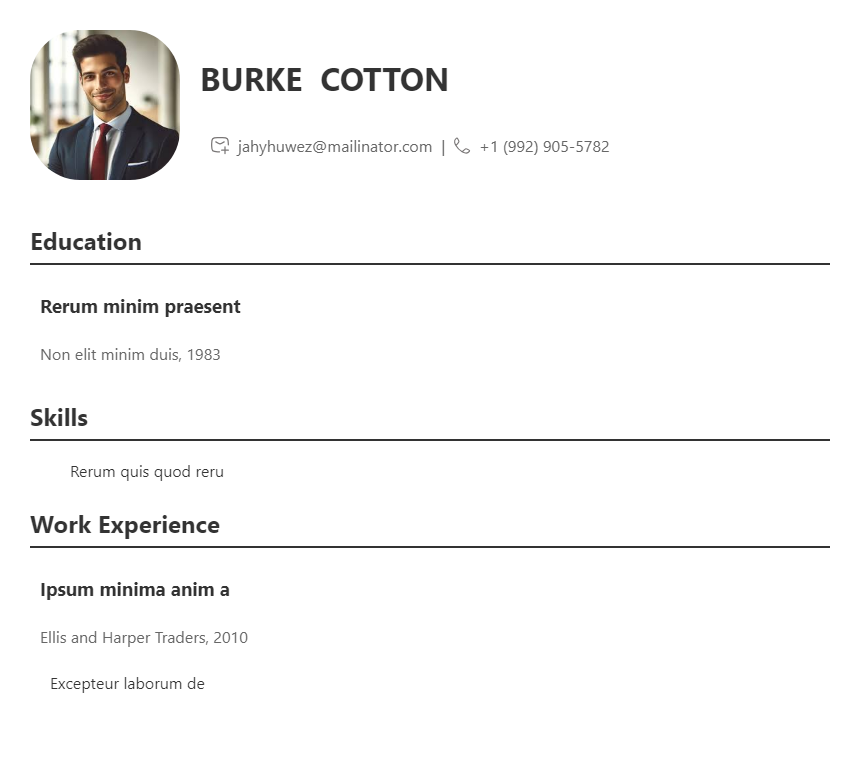 BURKE COTTON
jahyhuwez@mailinator.com | +1 (992) 905-5782
Education
Rerum minim praesent
Non elit minim duis, 1983
Skills
Rerum quis quod reru
Work Experience
Ipsum minima anim a
Ellis and Harper Traders, 2010
Excepteur laborum de